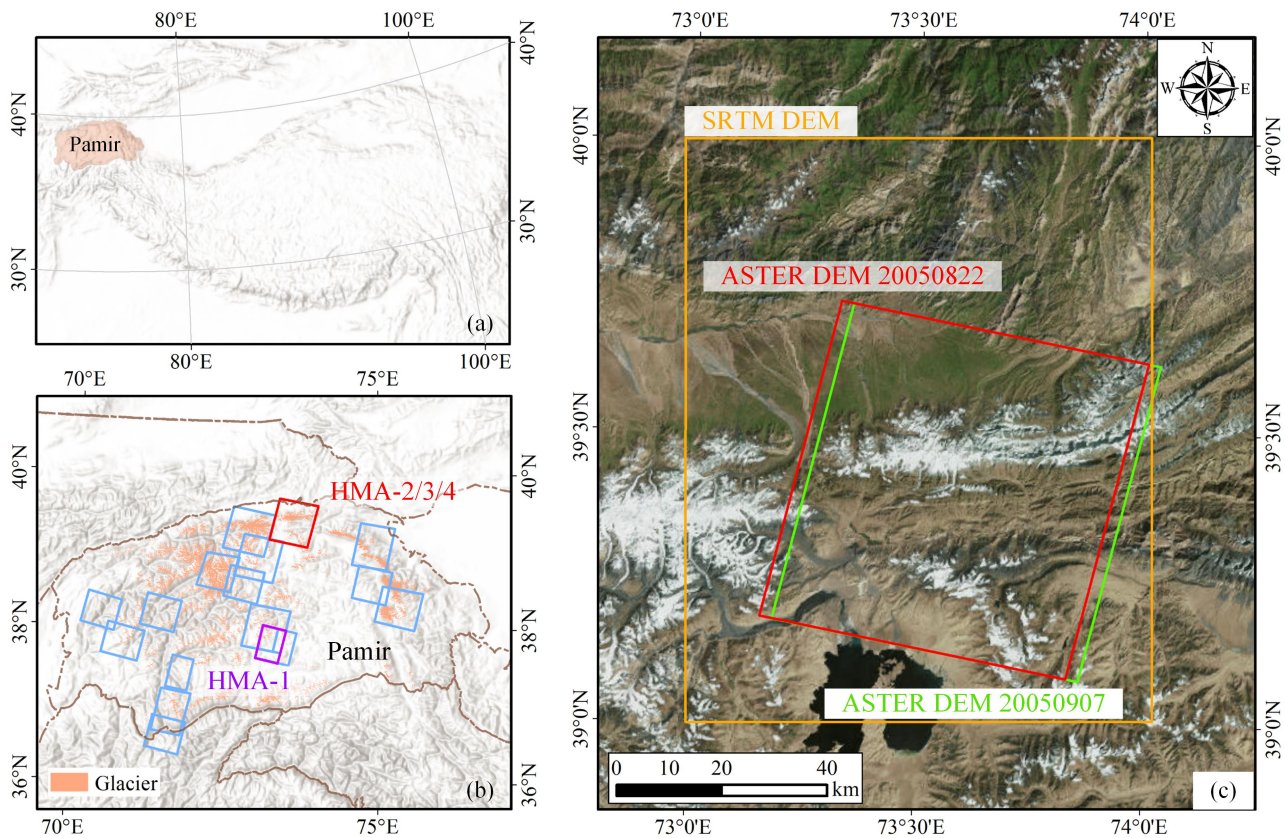 80°E
100°E
40°N
40°N
Pamir
30°N
30°N
(a)
80°E
100°E
70°E
75°E
40°N
40°N
HMA-2/3/4
38°N
38°N
Pamir
HMA-1
36°N
36°N
Glacier
(b)
70°E
75°E
73°0'E
73°30'E
74°0'E
N
W
E
S
SRTM DEM
40°0'N
40°0'N
ASTER DEM 20050822
39°30'N
39°30'N
ASTER DEM 20050907
39°0'N
39°0'N
0 10 20 40
km
(c)
73°0'E
73°30'E
74°0'E